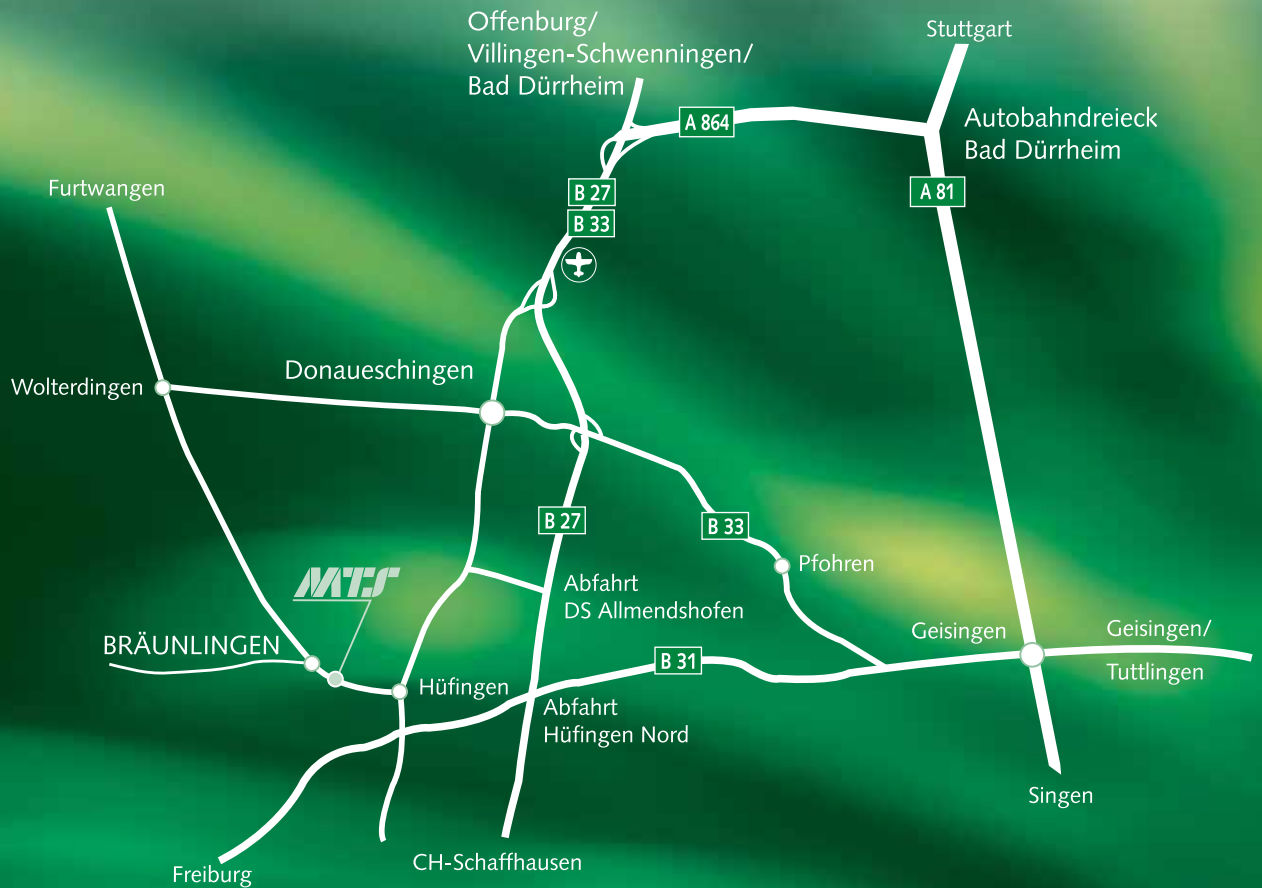 Offenburg/
Villingen-Schwenningen/
Bad Dürrheim
Stuttgart
A 864
Autobahndreieck
Bad Dürrheim
Furtwangen
B 27
A 81
B 33
Donaueschingen
Wolterdingen
B 27
B 33
Pfohren
MTS
Abfahrt
DS Allmendshofen
BRÄUNLINGEN
Geisingen
Geisingen/
Tuttlingen
B 31
Hüfingen
Abfahrt
Hüfingen Nord
Singen
CH-Schaffhausen
Freiburg